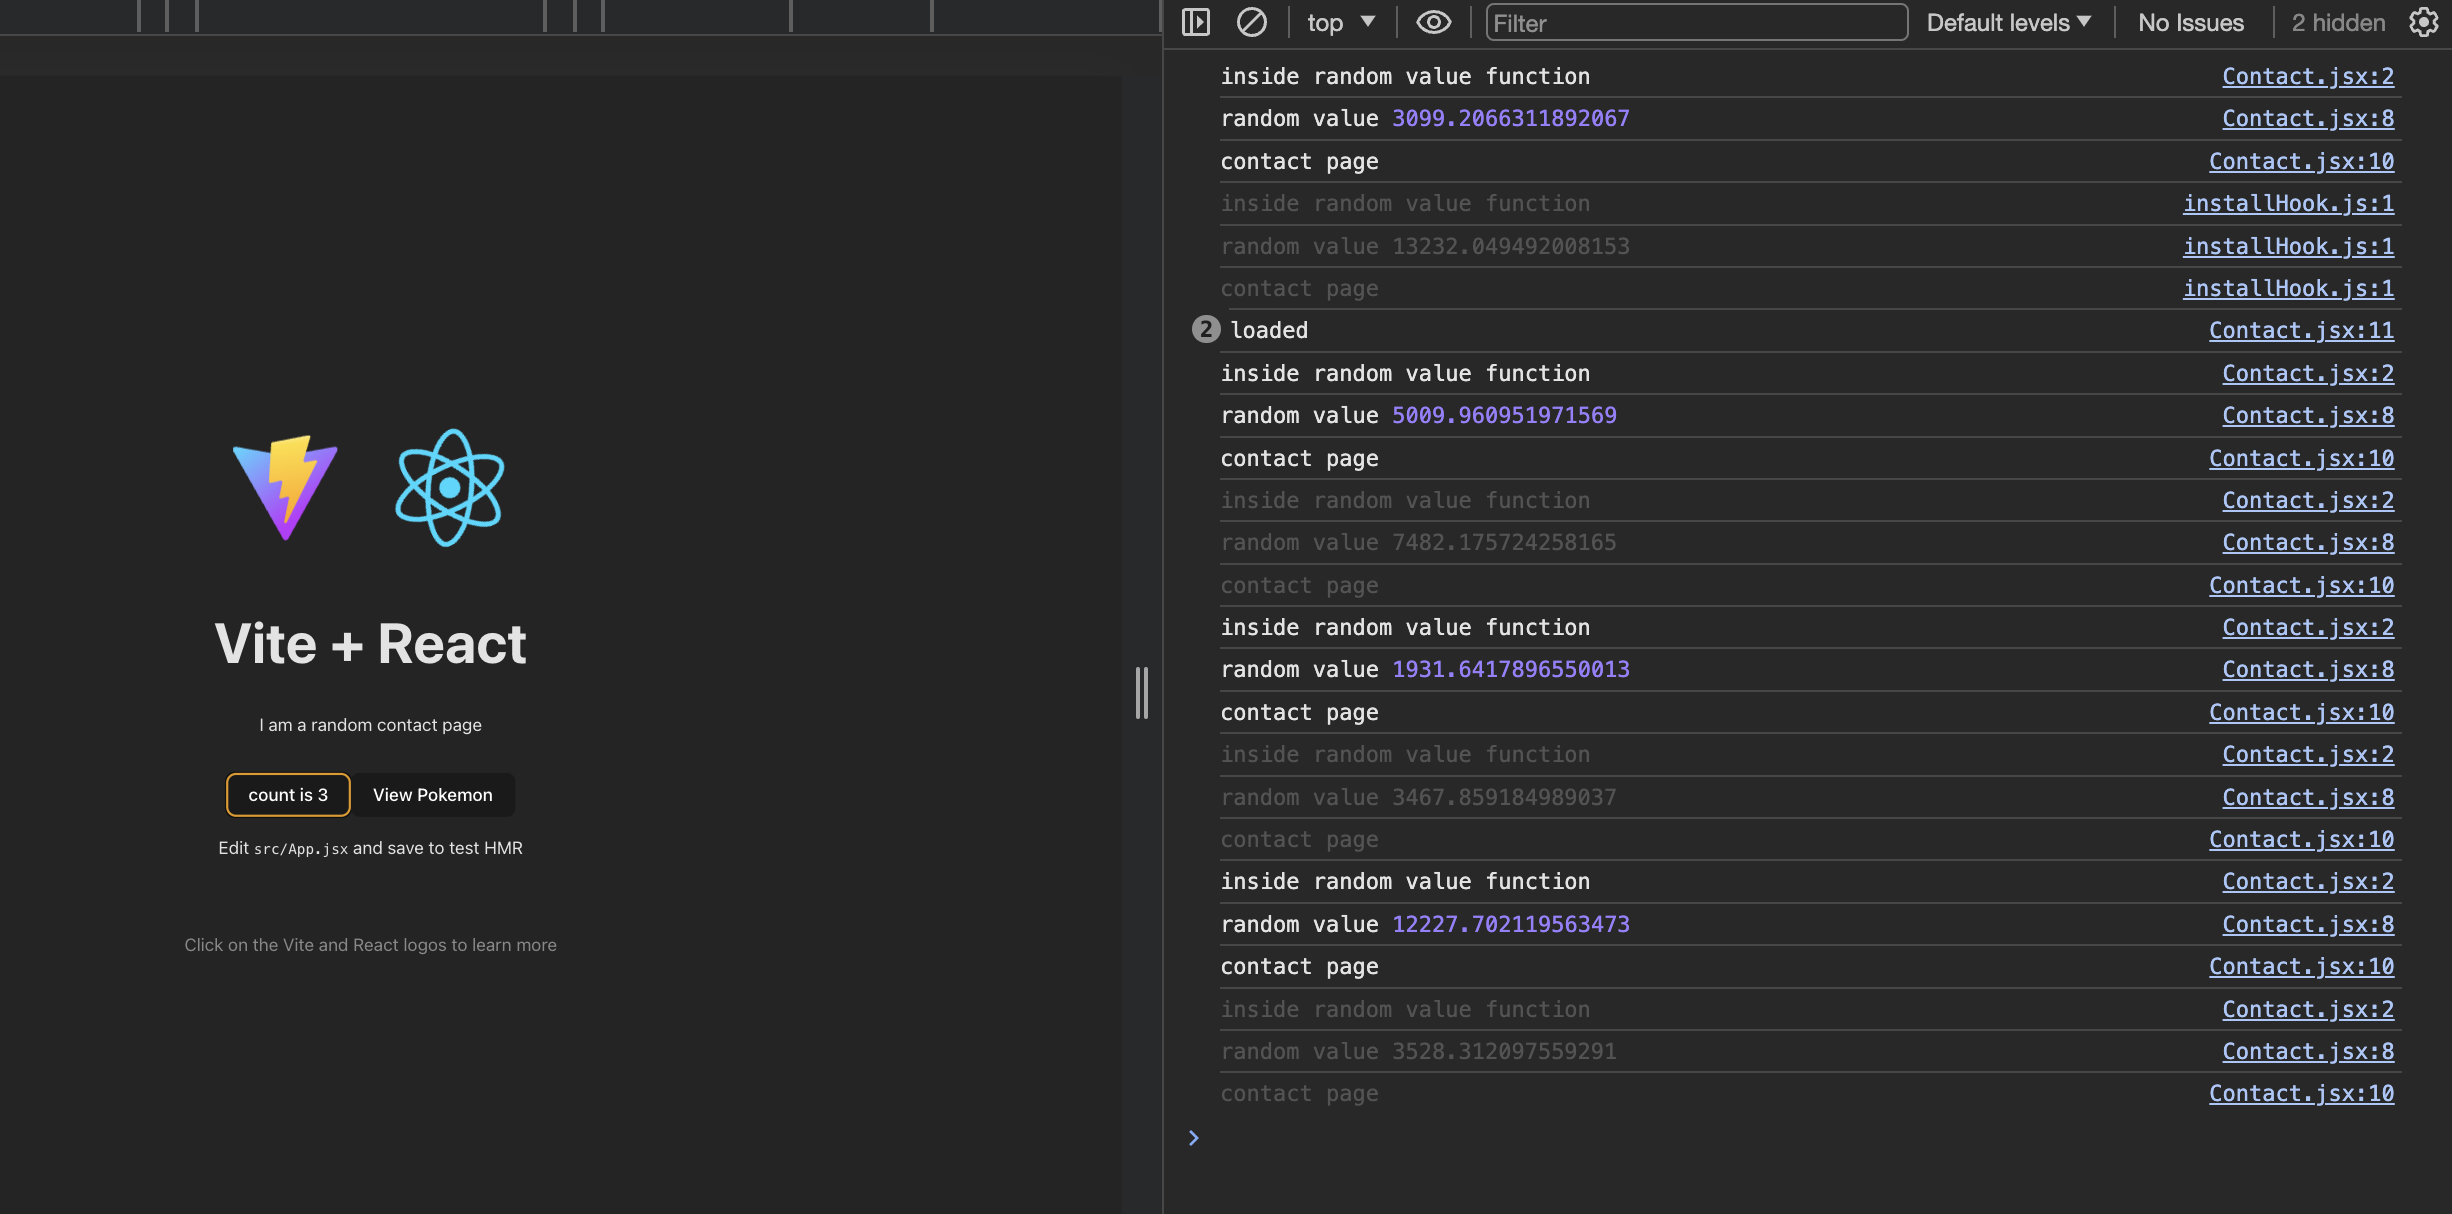 top
Filter
Default levels
No Issues
2 hidden
Vite + React
I am a random contact page
count is 3
View Pokemon
Edit src/App.jsx and save to test HMR
Click on the Vite and React logos to learn more
inside random value function Contact.jsx:2
random value 3099.2066311892067 Contact.jsx:8
contact page Contact.jsx:10
inside random value function installHook.js:1
random value 13232.049492008153 installHook.js:1
contact page installHook.js:1
2 loaded Contact.jsx:11
inside random value function Contact.jsx:2
random value 5009.960951971569 Contact.jsx:8
contact page Contact.jsx:10
inside random value function Contact.jsx:2
random value 7482.175724258165 Contact.jsx:8
contact page Contact.jsx:10
inside random value function Contact.jsx:2
random value 1931.6417896550013 Contact.jsx:8
contact page Contact.jsx:10
inside random value function Contact.jsx:2
random value 3467.859184989037 Contact.jsx:8
contact page Contact.jsx:10
inside random value function Contact.jsx:2
random value 12227.702119563473 Contact.jsx:8
contact page Contact.jsx:10
inside random value function Contact.jsx:2
random value 3528.312097559291 Contact.jsx:8
contact page Contact.jsx:10